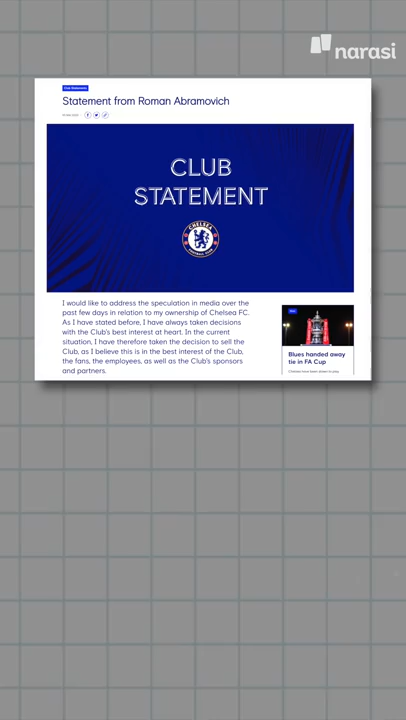 narasi
Club Statements
Statement from Roman Abramovich
CLUB
STATEMENT
CHELSEA
FOOTBALL CLUB
I would like to address the speculation in media over the
past few days in relation to my ownership of Chelsea FC.
As I have stated before, I have always taken decisions
with the Club's best interest at heart. In the current
situation, I have therefore taken the decision to sell the
Club, as I believe this is in the best interest of the Club,
the fans, the employees, as well as the Club's sponsors
and partners.
Blues handed away
tie in FA Cup